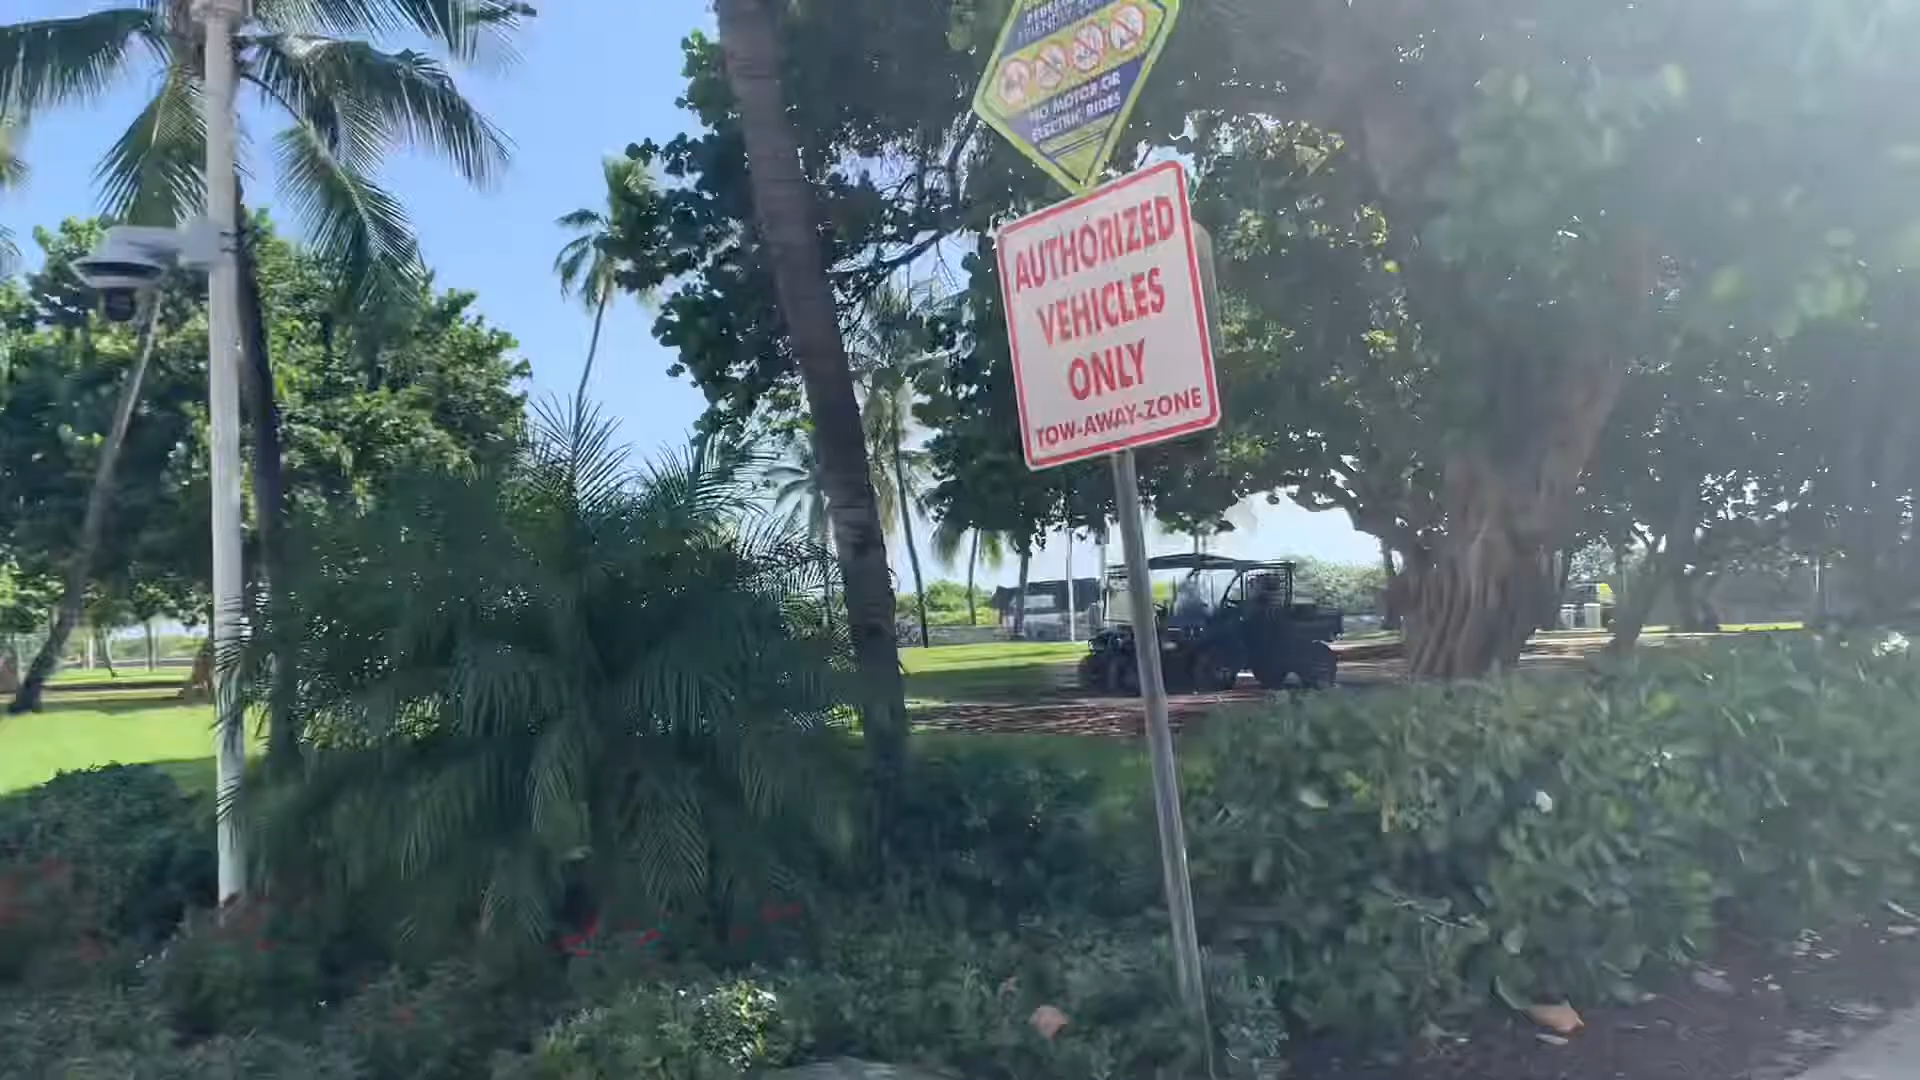 NO MOTOR OR
ELECTRIC RIDES
AUTHORIZED
VEHICLES
ONLY
TOW-AWAY-ZONE